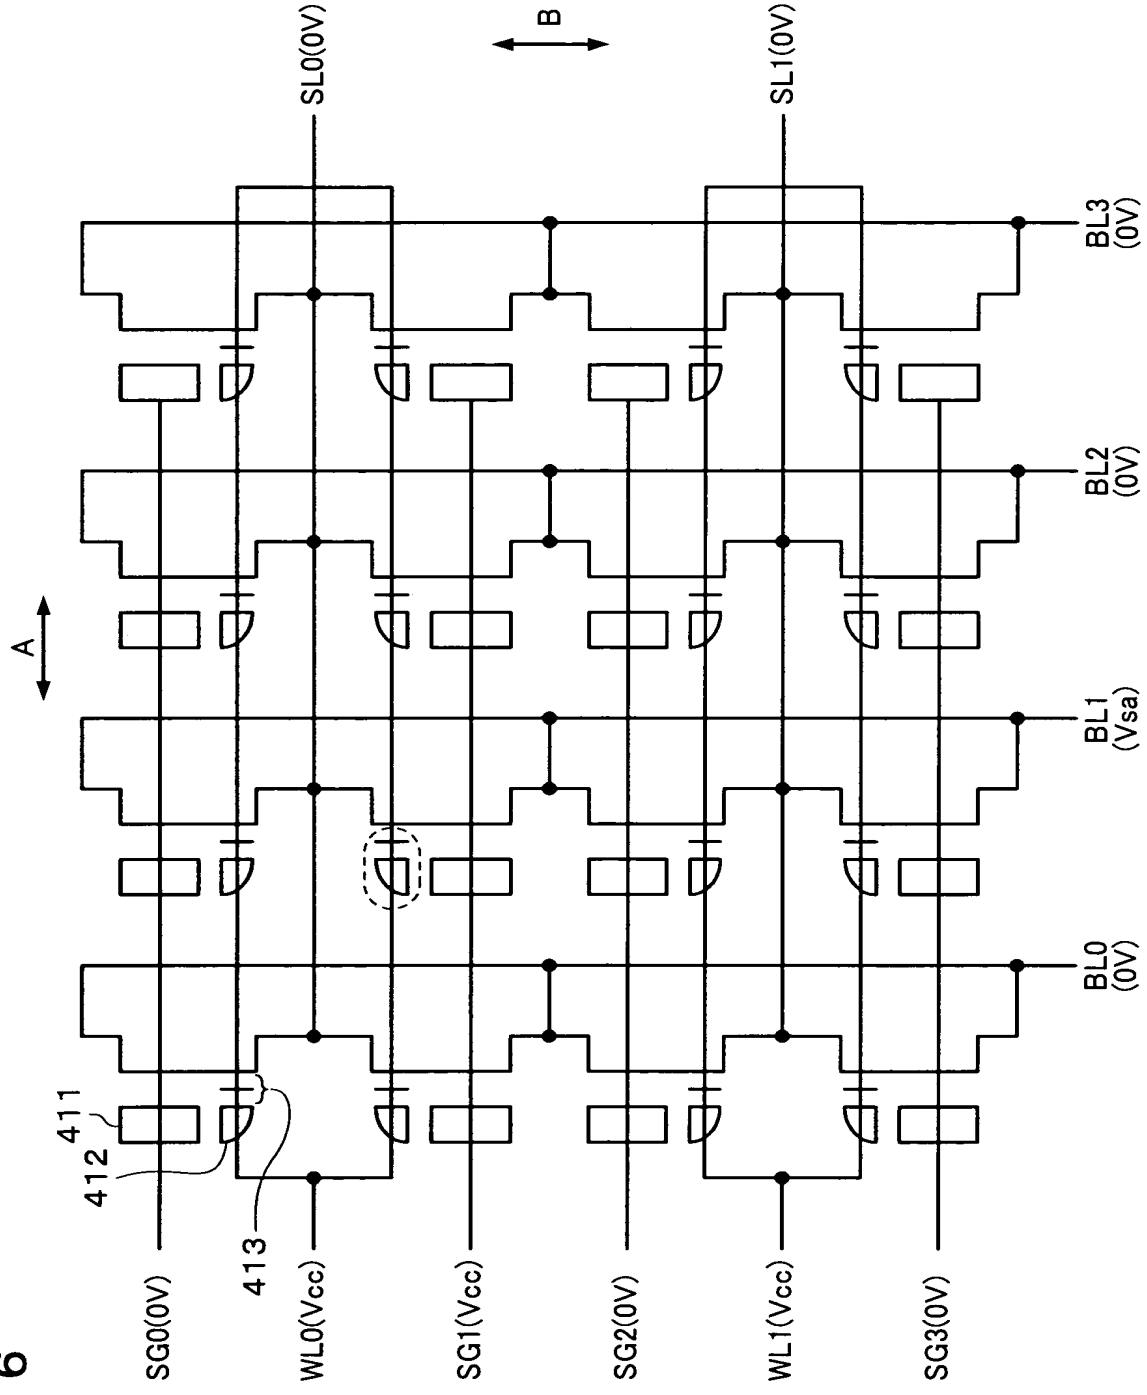 6
A
B
SL0(0V)
SL1(0V)
BL3
(0V)
BL2
(0V)
BL1
(Vsa)
BL0
(0V)
411
412
413
SG0(0V)
WL0(Vcc)
SG1(Vcc)
SG2(0V)
WL1(Vcc)
SG3(0V)